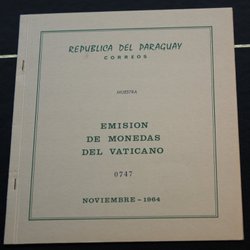 REPUBLICA DEL PARAGUAY
CORREOS
MUESTRA
EMISION
DE MONEDAS
DEL VATICANO
0747
NOVIEMBRE - 1964